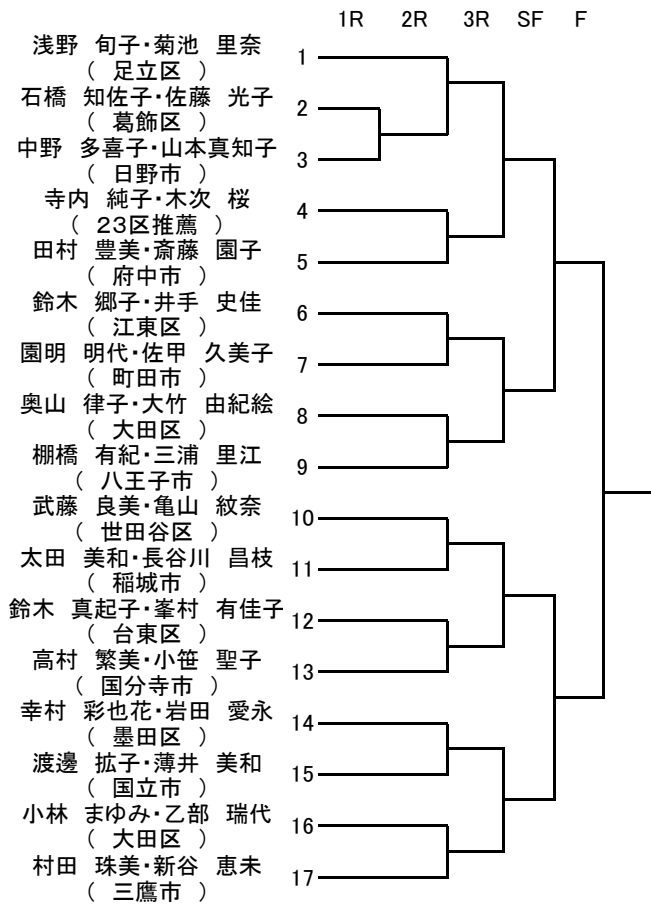 1R 2R 3R SF F
浅野 旬子・菊池 里奈
( 足立区 )
1
石橋 知佐子・佐藤 光子
( 葛飾区 )
2
中野 多喜子・山本真知子
( 日野市 )
3
寺内 純子・木次 桜
( 23区推薦 )
4
田村 豊美・斎藤 園子
( 府中市 )
5
鈴木 郷子・井手 史佳
( 江東区 )
6
園明 明代・佐甲 久美子
( 町田市 )
7
奥山 律子・大竹 由紀絵
( 大田区 )
8
棚橋 有紀・三浦 里江
( 八王子市 )
9
武藤 良美・亀山 紋奈
( 世田谷区 )
10
太田 美和・長谷川 昌枝
( 稲城市 )
11
鈴木 真起子・峯村 有佳子
( 台東区 )
12
高村 繁美・小笹 聖子
( 国分寺市 )
13
幸村 彩也花・岩田 愛永
( 墨田区 )
14
渡邊 拡子・薄井 美和
( 国立市 )
15
小林 まゆみ・乙部 瑞代
( 大田区 )
16
村田 珠美・新谷 恵未
( 三鷹市 )
17